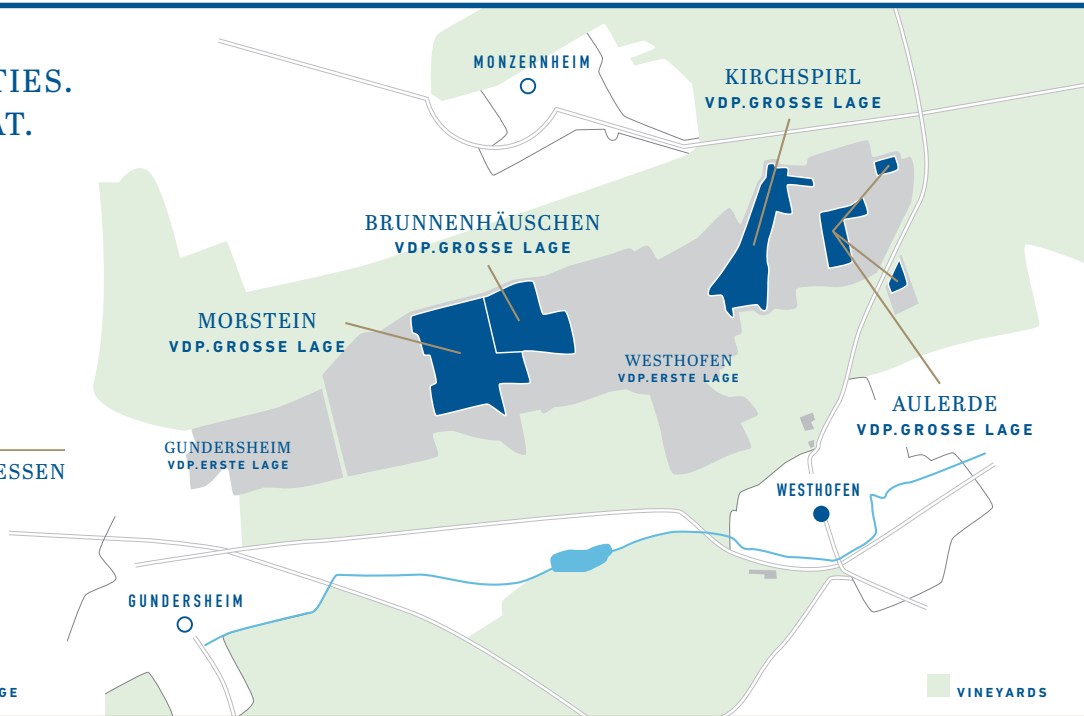 TIES.
AT.
MONZERNHEIM
KIRCHSPIEL
VDP.GROSSE LAGE
BRUNNENHÄUSCHEN
VDP.GROSSE LAGE
MORSTEIN
VDP.GROSSE LAGE
WESTHOFEN
VDP.ERSTE LAGE
AULERDE
VDP.GROSSE LAGE
GUNDERSHEIM
VDP.ERSTE LAGE
ESSEN
WESTHOFEN
GUNDERSHEIM
GE
VINEYARDS